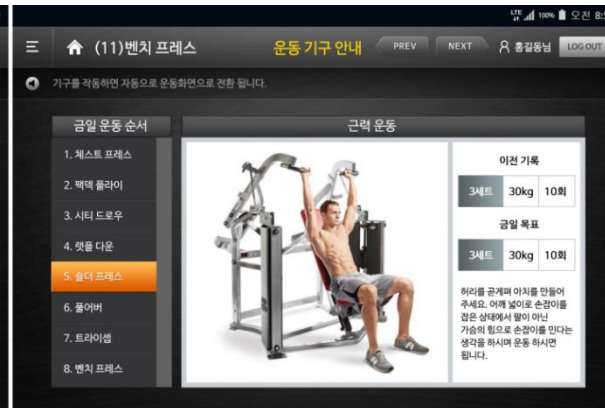 LTE 100% 오전 8:5
(11)벤치 프레스 운동 기구 안내 PREV NEXT 홍길동님 LOG OUT
기구를 작동하면 자동으로 운동화면으로 전환 됩니다.
금일 운동 순서
1. 체스트 프레스
2. 팩덱 플라이
3. 시티 드로우
4. 랫풀 다운
5. 숄더 프레스
6. 풀어버
7. 트라이셉
8. 벤치 프레스
근력 운동
이전 기록
3세트 30kg 10회
금일 목표
3세트 30kg 10회
허리를 곧게펴 아치를 만들어
주세요. 어깨 넓이로 손잡이를
잡은 상태에서 팔이 아닌
가슴의 힘으로 손잡이를 민다는
생각을 하시며 운동 하시면
됩니다.